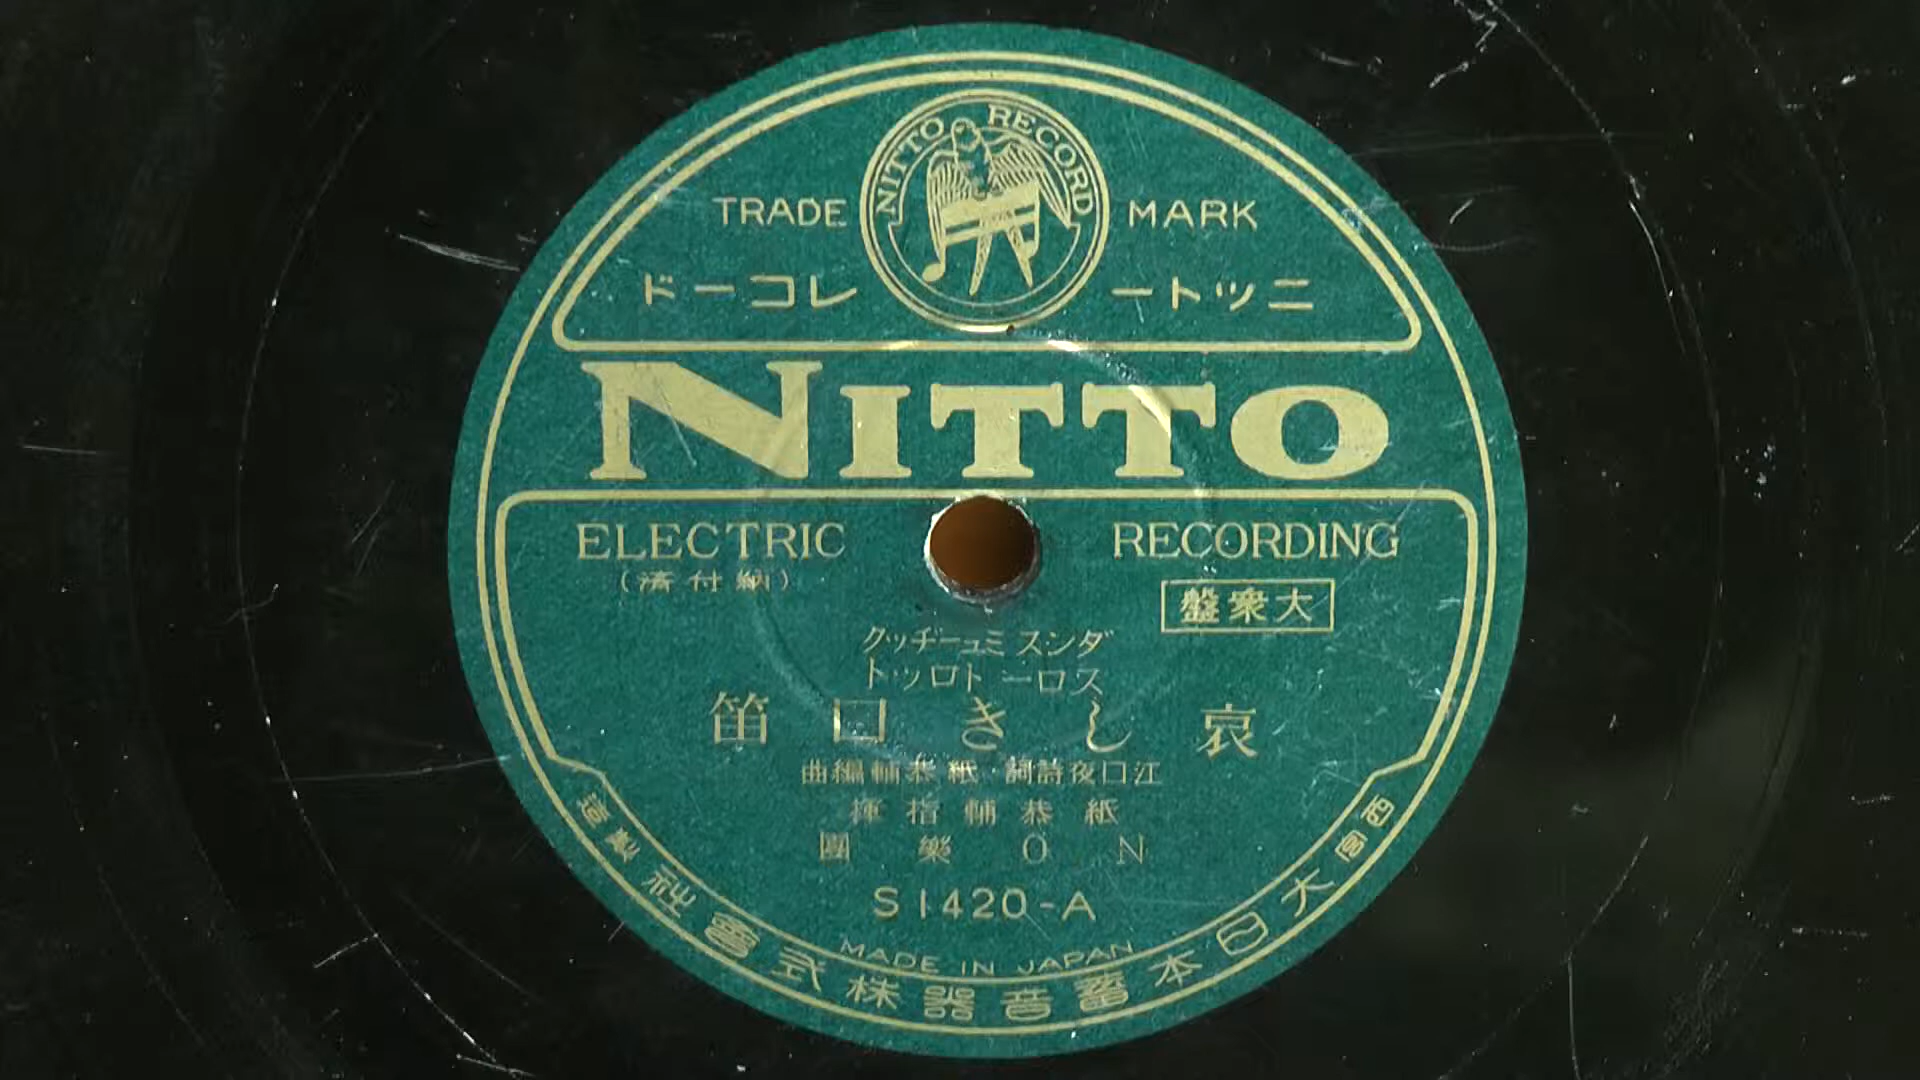 NITTO RECORD
TRADE MARK
ニットー レコード
NITTO
ELECTRIC RECORDING
(納付済)
大衆盤
ダンス ミューヂック
スロー トロット
哀しき口笛
江口夜詩詞・紙恭輔編曲
紙恭輔指揮
NO樂團
S1420-A
MADE IN JAPAN
西宮 大日本蓄音器株式會社製造